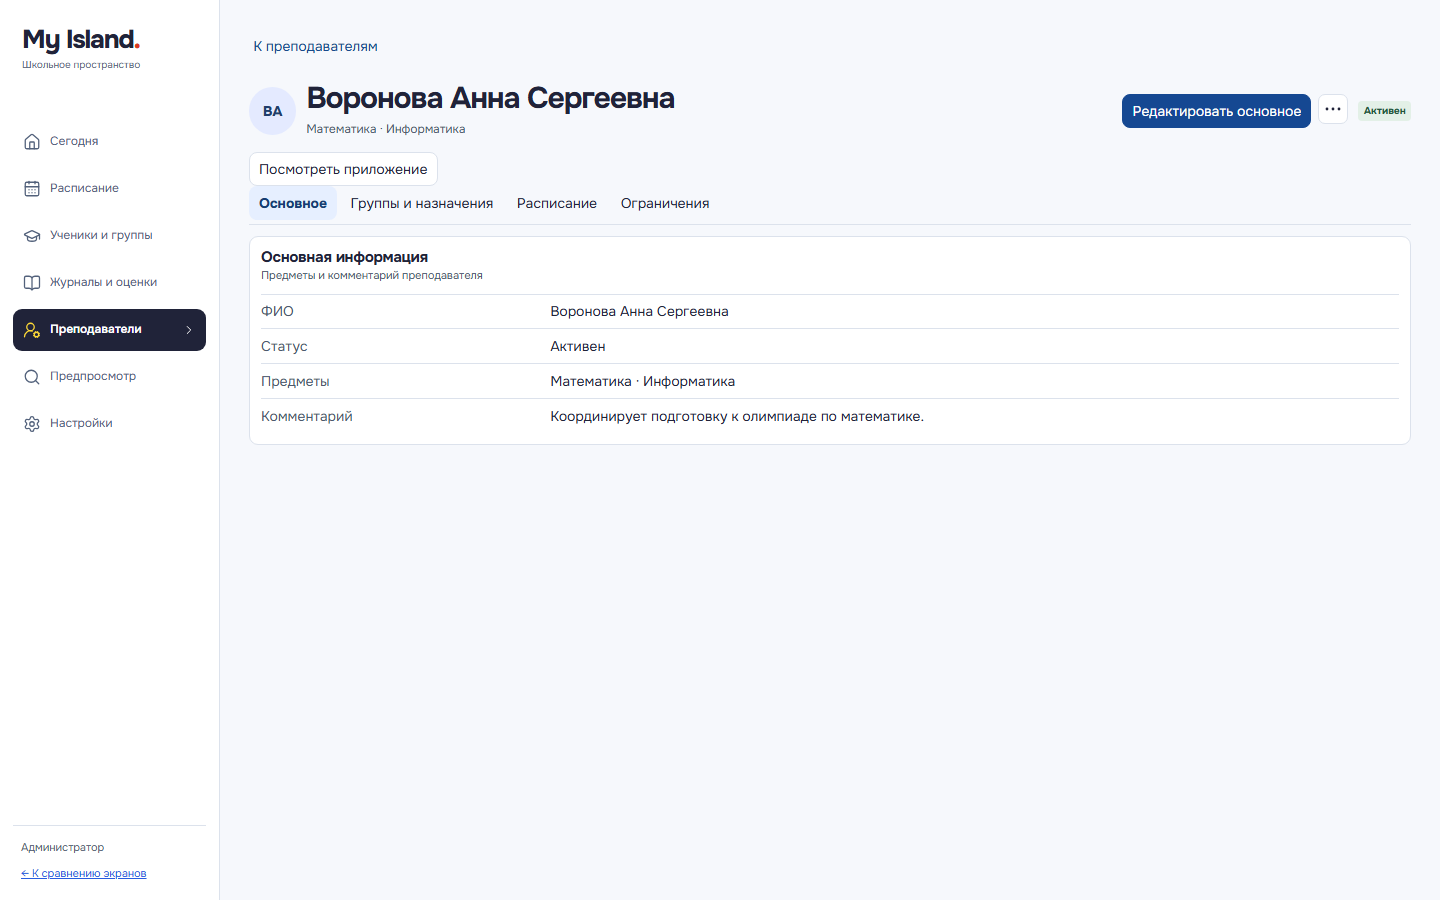 My Island.
Школьное пространство
Сегодня
Расписание
Ученики и группы
Журналы и оценки
Преподаватели
Предпросмотр
Настройки
Администратор
← К сравнению экранов
К преподавателям
ВА
Воронова Анна Сергеевна
Математика · Информатика
Редактировать основное
...
Активен
Посмотреть приложение
Основное Группы и назначения Расписание Ограничения
Основная информация
Предметы и комментарий преподавателя
ФИО Воронова Анна Сергеевна
Статус Активен
Предметы Математика · Информатика
Комментарий Координирует подготовку к олимпиаде по математике.